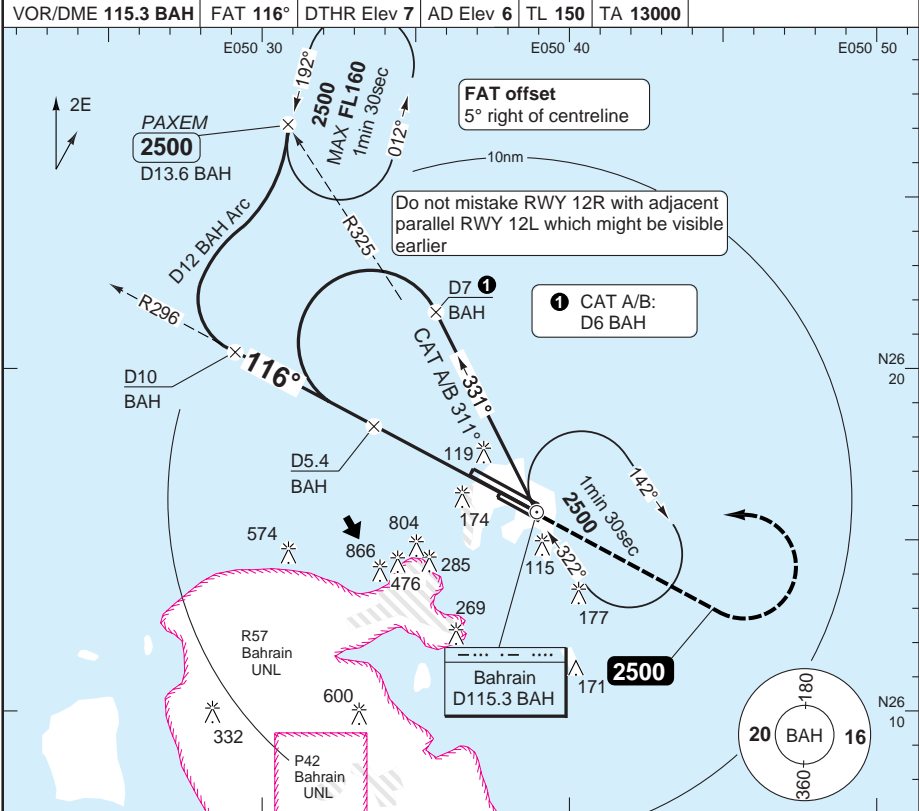 VOR/DME 115.3 BAH FAT 116° DTHR Elev 7 AD Elev 6 TL 150 TA 13000
E050 30
E050 40
E050 50
2E
192°
2500
MAX FL160
1min 30sec
012°
PAXEM
2500
D13.6 BAH
FAT offset
5° right of centreline
10nm
D12 BAH Arc
R325
Do not mistake RWY 12R with adjacent
parallel RWY 12L which might be visible
earlier
D7 1
BAH
1 CAT A/B:
D6 BAH
R296
D10
BAH
116°
CAT A/B 311°
331°
N26
20
D5.4
BAH
119
174
142°
1min 30sec
2500
322°
574
866
804
476
285
115
177
269
R57
Bahrain
UNL
Bahrain
D115.3 BAH
171
2500
600
332
P42
Bahrain
UNL
N26
10
180
20 BAH 16
360